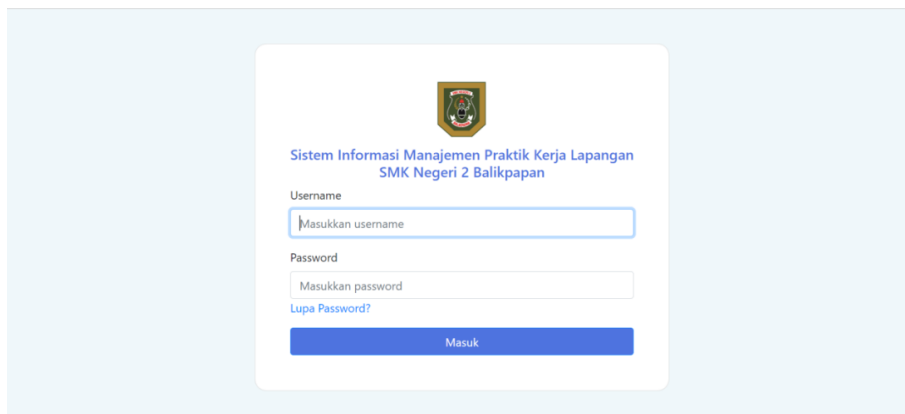 Sistem Informasi Manajemen Praktik Kerja Lapangan
SMK Negeri 2 Balikpapan
Username
Masukkan username
Password
Masukkan password
Lupa Password?
Masuk